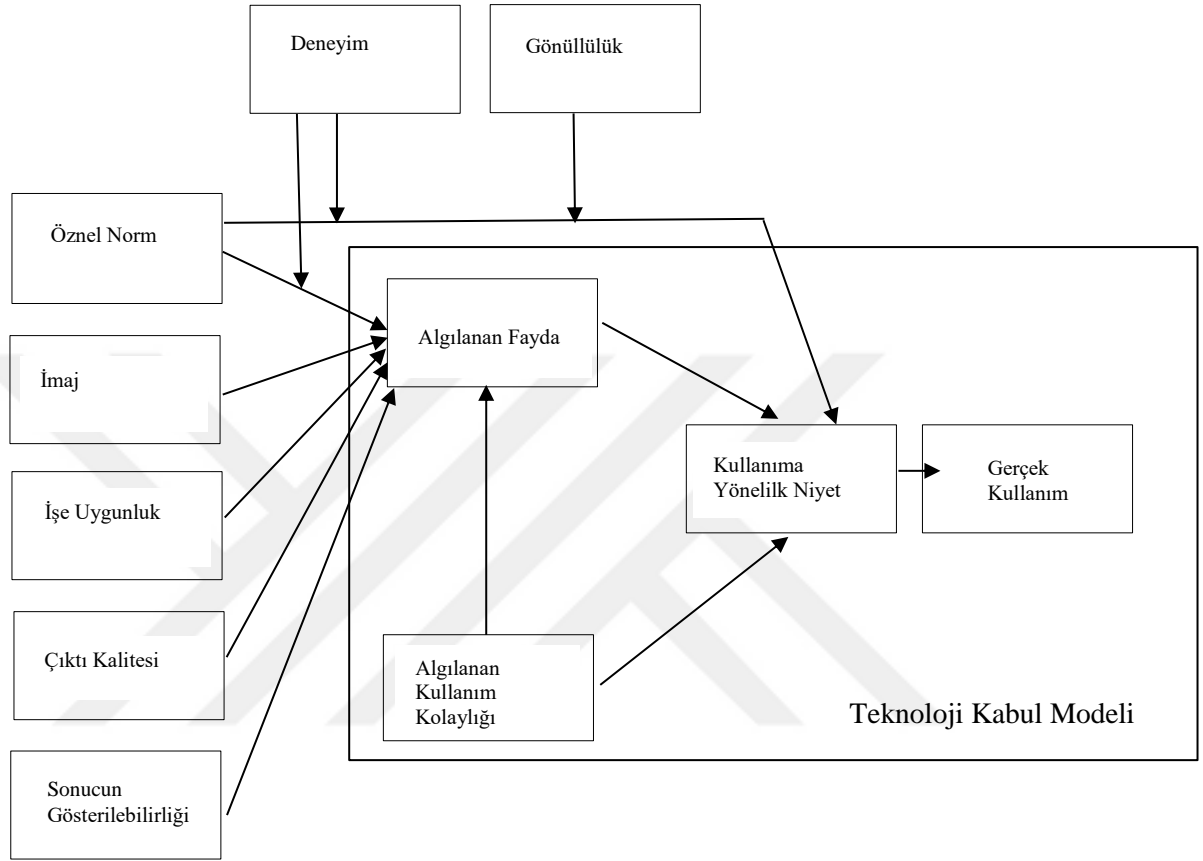 Deneyim
Gönüllülük
Öznel Norm
Algılanan Fayda
İmaj
Kullanıma
Yönelilk Niyet
Gerçek
Kullanım
İşe Uygunluk
Çıktı Kalitesi
Algılanan
Kullanım
Kolaylığı
Teknoloji Kabul Modeli
Sonucun
Gösterilebilirliği